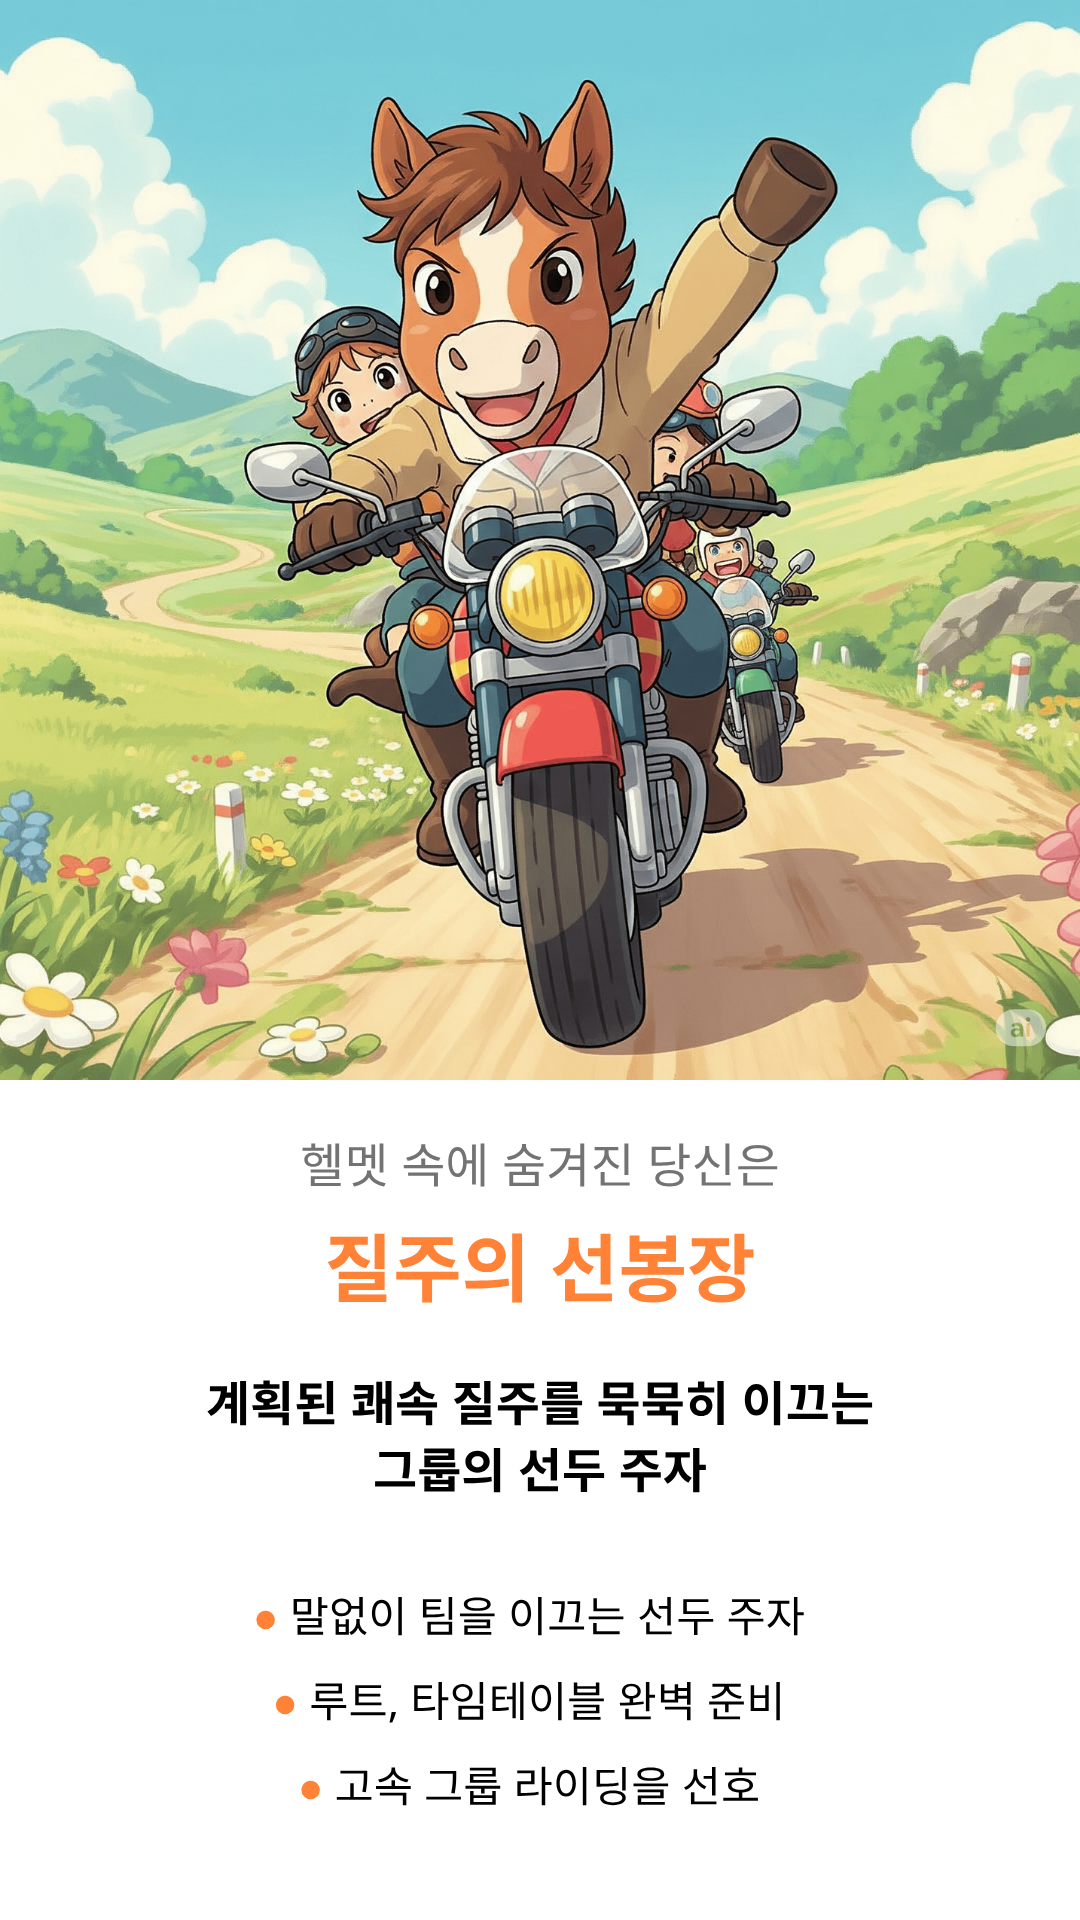 ai
헬멧 속에 숨겨진 당신은
질주의 선봉장
계획된 쾌속 질주를 묵묵히 이끄는
그룹의 선두 주자
● 말없이 팀을 이끄는 선두 주자
● 루트, 타임테이블 완벽 준비
● 고속 그룹 라이딩을 선호